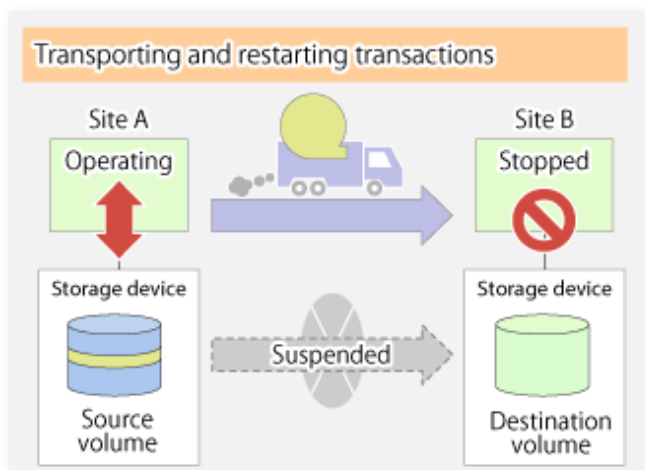 Transporting and restarting transactions
Site A
Site B
Operating
Stopped
Storage device
Storage device
Suspended
Source
volume
Destination
volume